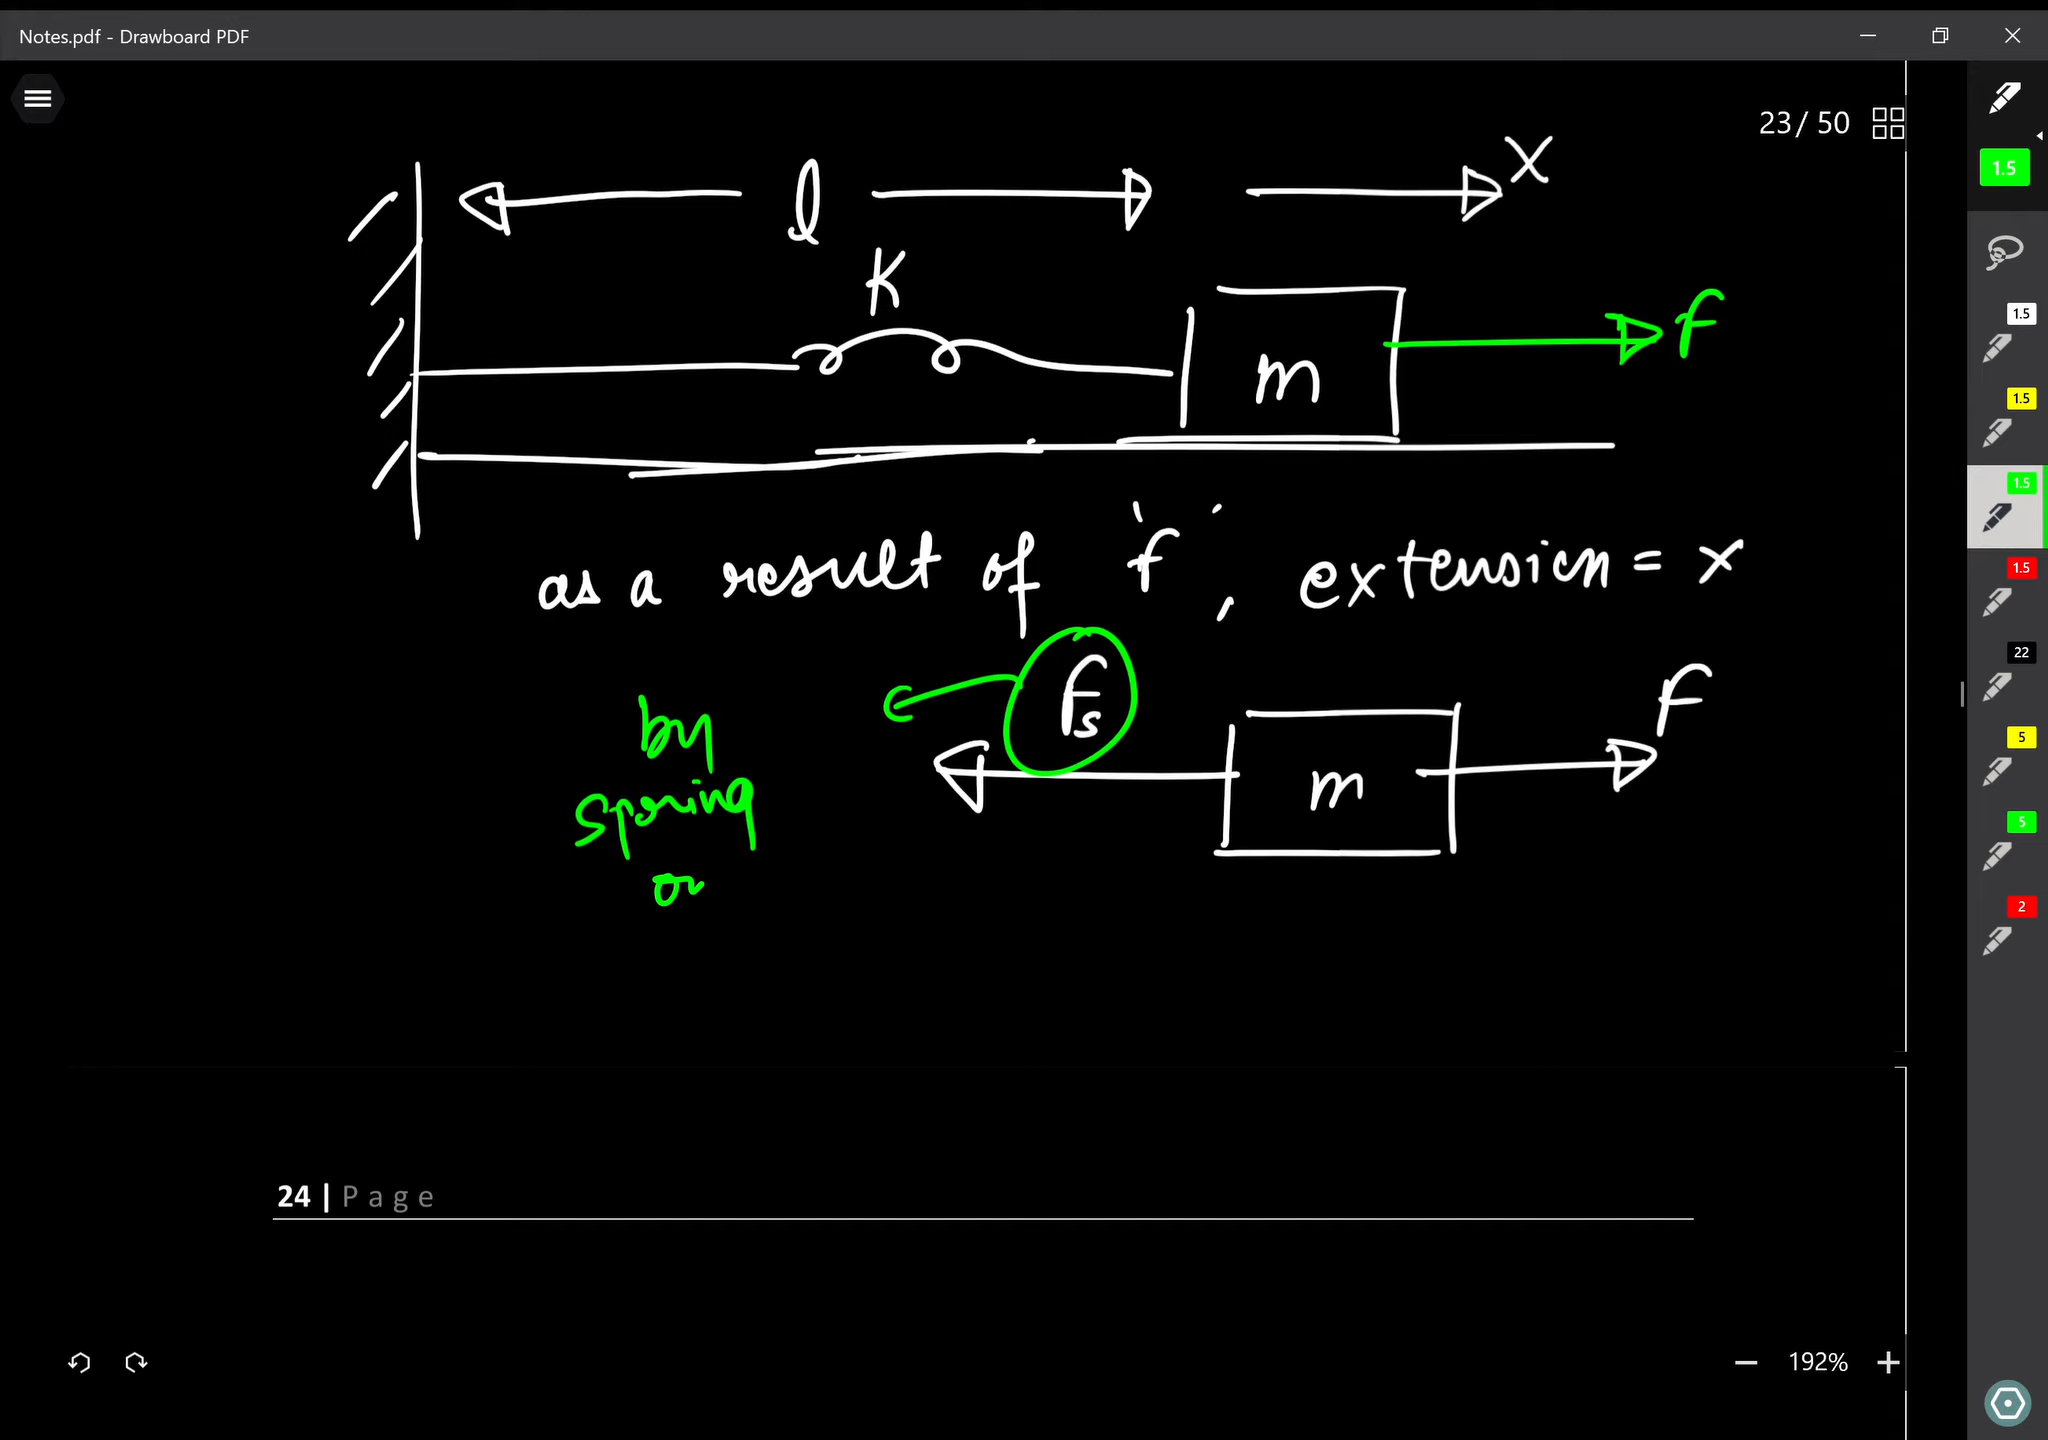 Notes.pdf - Drawboard PDF
23 / 50
l
X
K
m
F
as a result of 'F', extension = x
Fs
F
by
spring
or
m
24 | Page
192%
1.5
1.5
1.5
1.5
1.5
22
5
5
2